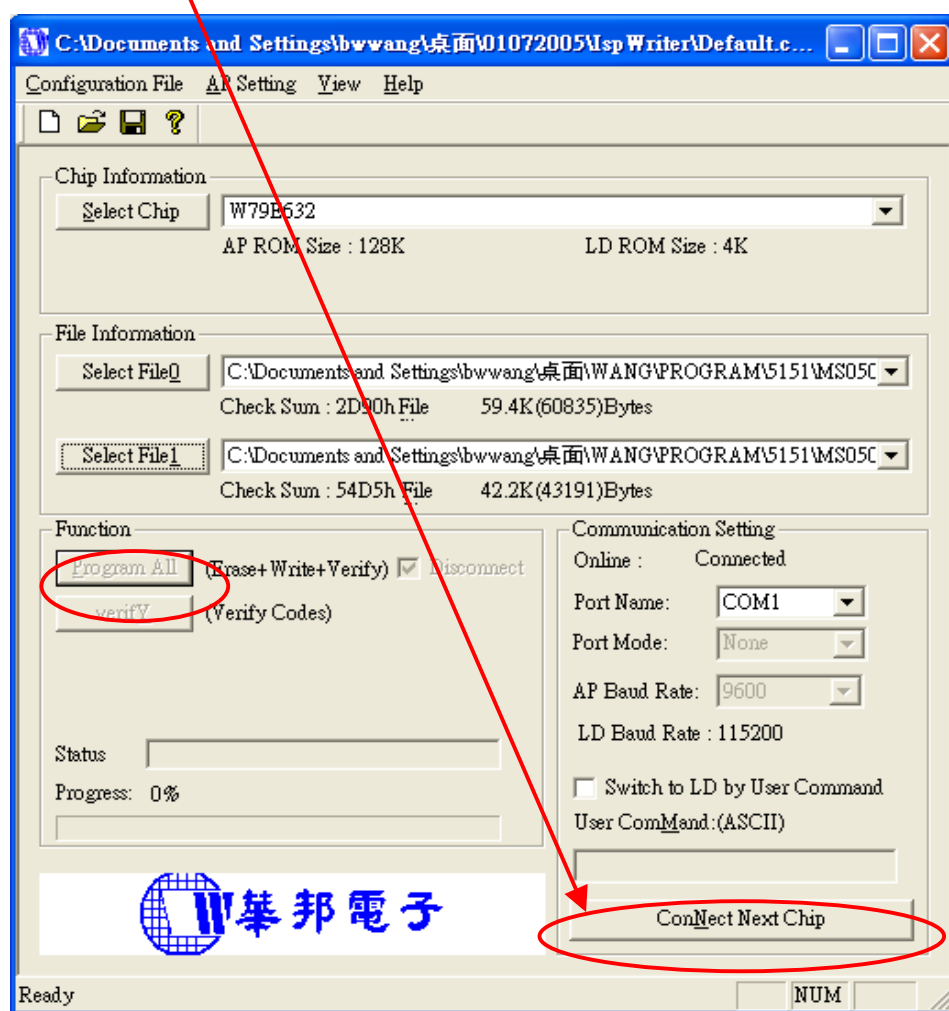 C:\Documents and Settings\bwwang\桌面\01072005\IspWriter\Default.c...
Configuration File AP Setting View Help
Chip Information
Select Chip W79E632
AP ROM Size : 128K LD ROM Size : 4K
File Information
Select File0 C:\Documents and Settings\bwwang\桌面\WANG\PROGRAM\5151\MS050
Check Sum : 2D90h File 59.4K(60835)Bytes
Select File1 C:\Documents and Settings\bwwang\桌面\WANG\PROGRAM\5151\MS050
Check Sum : 54D5h File 42.2K(43191)Bytes
Function
Program All (Erase+Write+Verify) Disconnect
verifY (Verify Codes)
Status
Progress: 0%
Communication Setting
Online : Connected
Port Name: COM1
Port Mode: None
AP Baud Rate: 9600
LD Baud Rate : 115200
Switch to LD by User Command
User ComMand:(ASCII)
ConNect Next Chip
華邦電子
Ready NUM